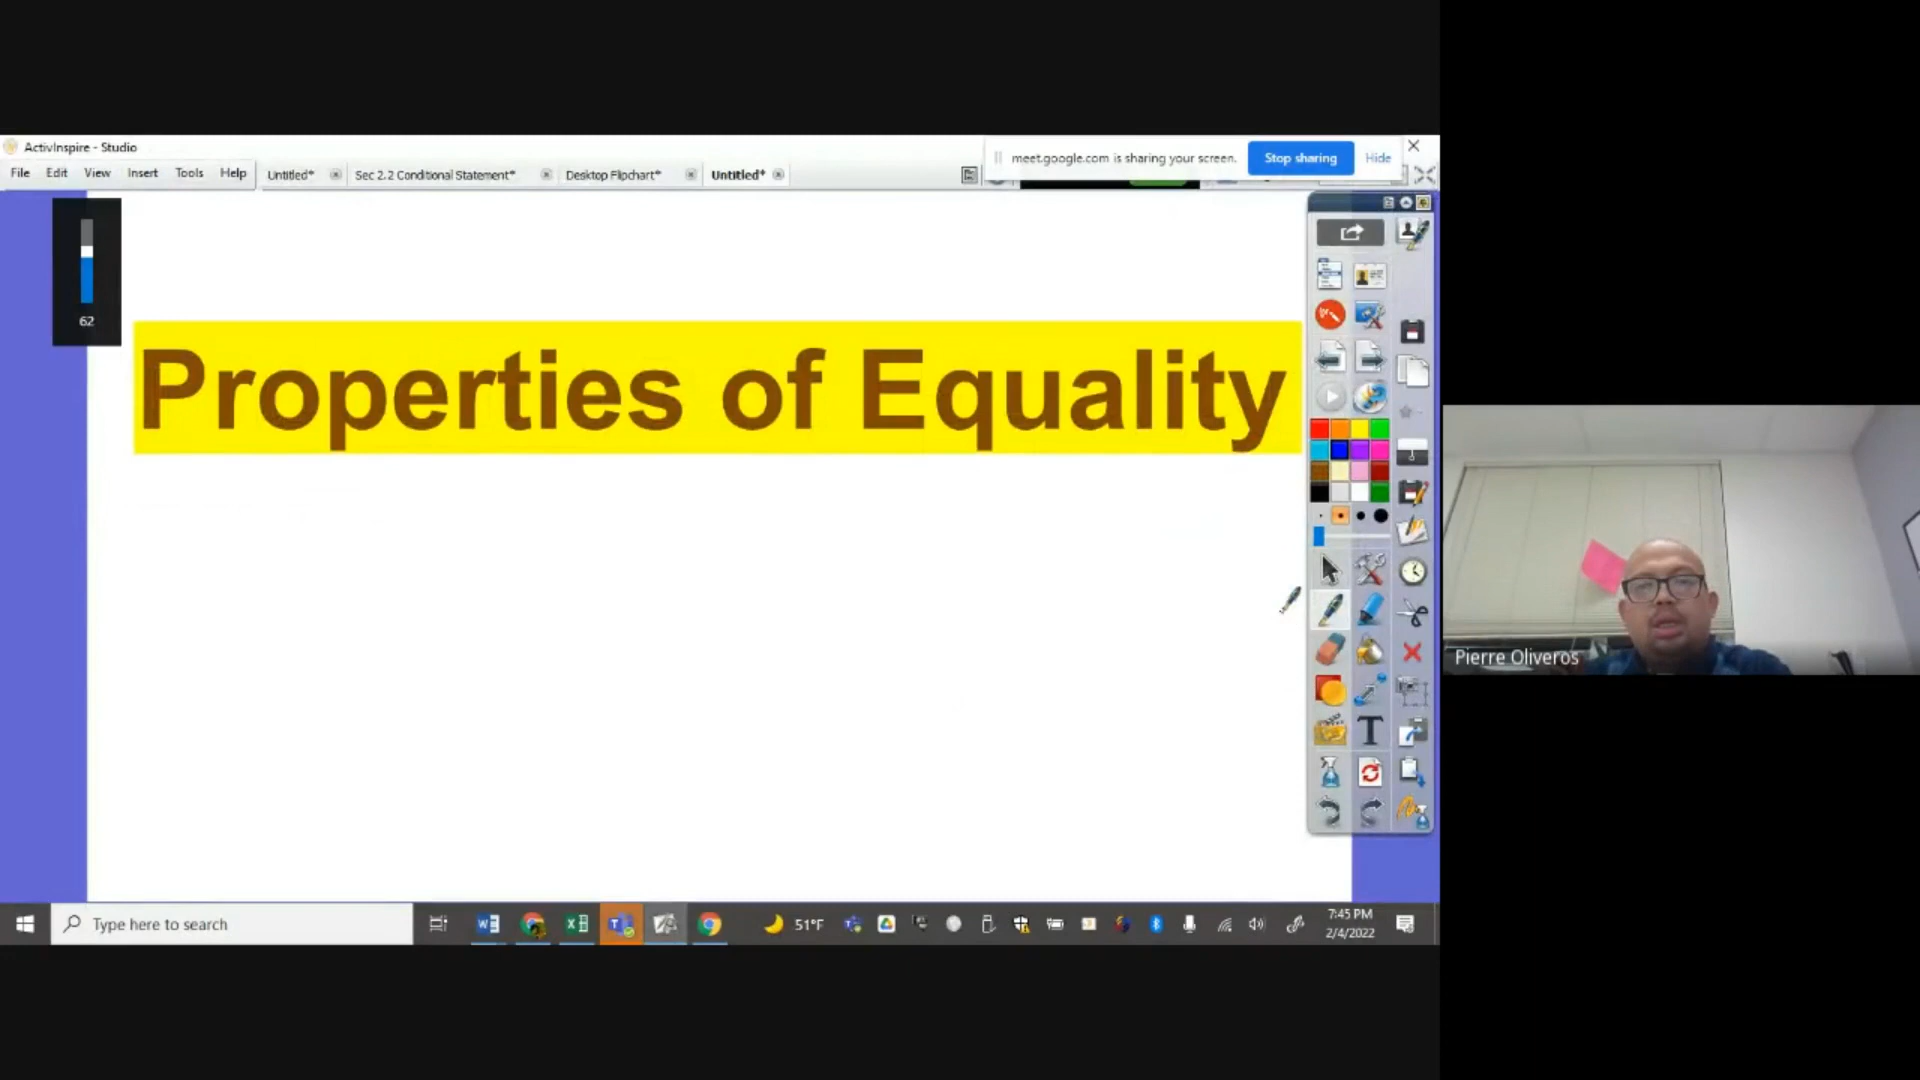 ActivInspire - Studio
meet.google.com is sharing your screen. Stop sharing Hide
File Edit View Insert Tools Help Untitled* Sec 2.2 Conditional Statement* Desktop Flipchart* Untitled*
62
Properties of Equality
T
Pierre Oliveros
Type here to search
51°F
7:45 PM
2/4/2022